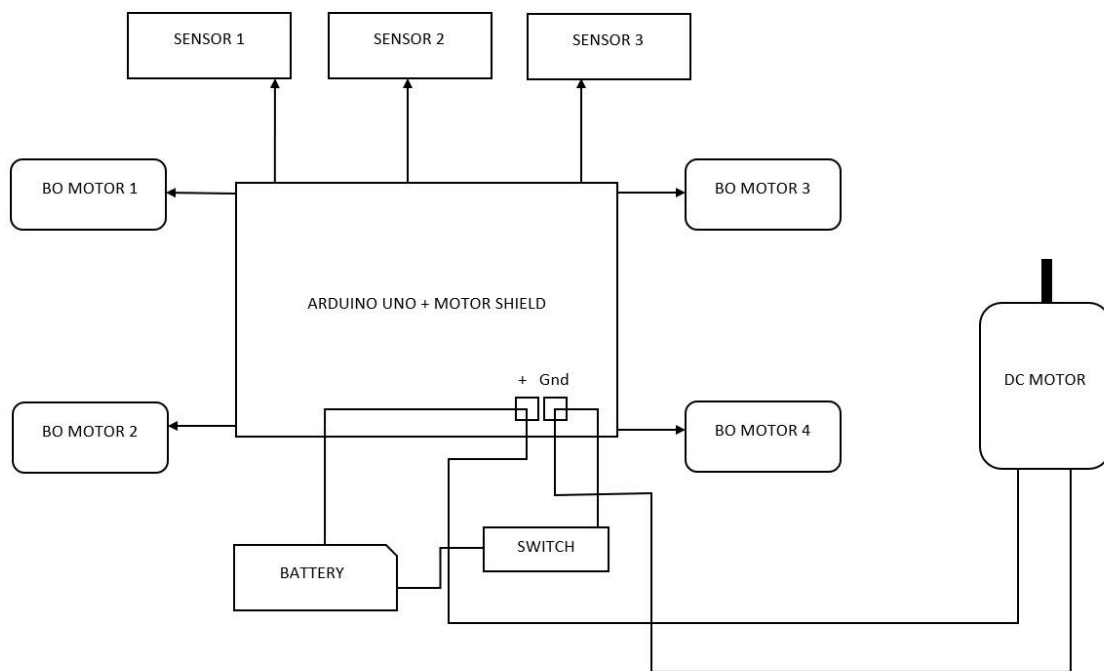 SENSOR 1
SENSOR 2
SENSOR 3
BO MOTOR 1
BO MOTOR 3
ARDUINO UNO + MOTOR SHIELD
DC MOTOR
+ Gnd
BO MOTOR 2
BO MOTOR 4
SWITCH
BATTERY